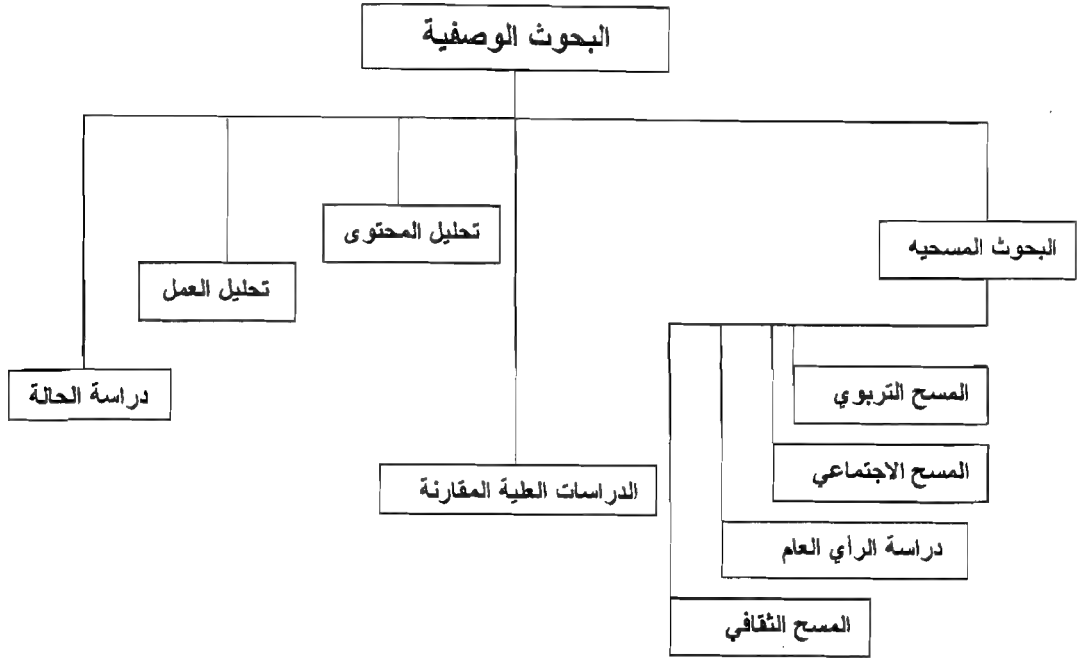 البحوث الوصفية
البحوث المسحيه
تحليل المحتوى
تحليل العمل
دراسة الحالة
المسح التربوي
المسح الاجتماعي
الدراسات العلية المقارنة
دراسة الرأي العام
المسح الثقافي